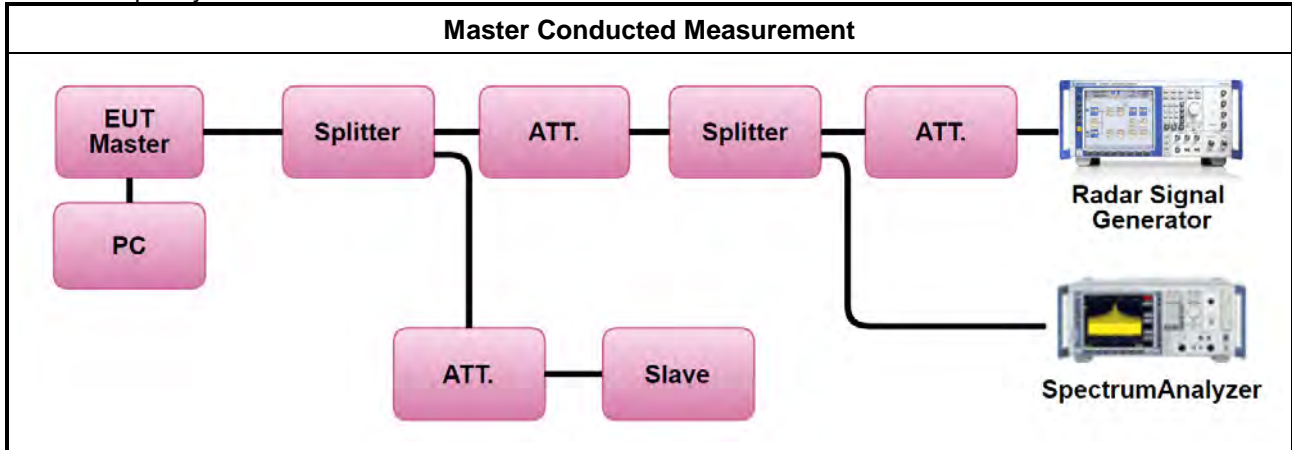 Master Conducted Measurement
EUT
Master
Splitter
ATT.
Splitter
ATT.
Radar Signal
Generator
PC
ATT.
Slave
SpectrumAnalyzer